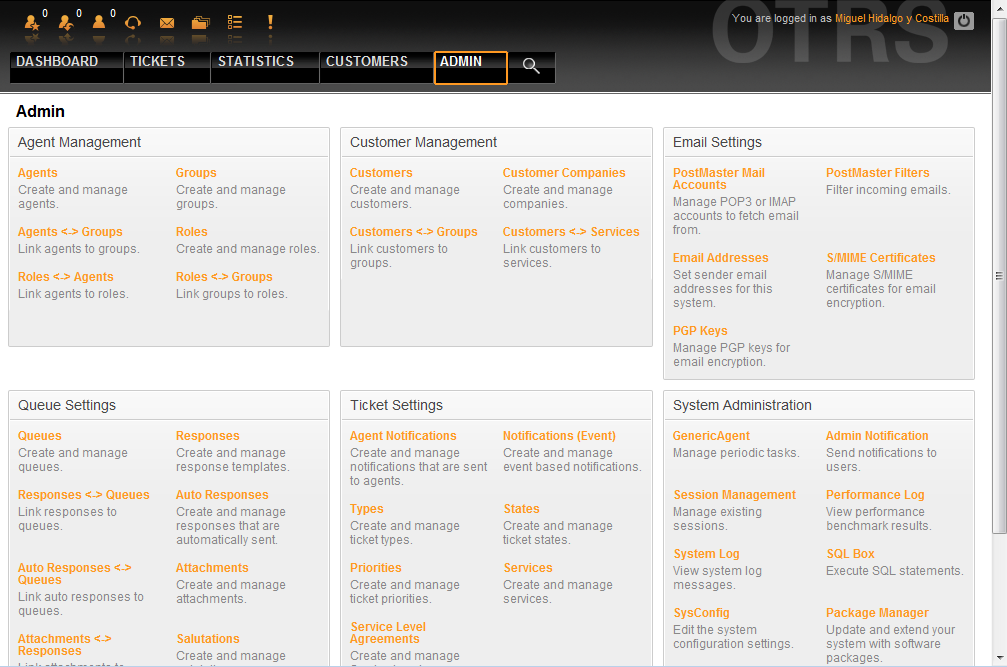 0 0 0
You are logged in as Miguel Hidalgo y Costilla
OTRS
DASHBOARD TICKETS STATISTICS CUSTOMERS ADMIN
Admin
Agent Management
Agents
Create and manage
agents.
Groups
Create and manage
groups.
Agents <-> Groups
Link agents to groups.
Roles
Create and manage roles.
Roles <-> Agents
Link agents to roles.
Roles <-> Groups
Link groups to roles.
Customer Management
Customers
Create and manage
customers.
Customer Companies
Create and manage
companies.
Customers <-> Groups
Link customers to
groups.
Customers <-> Services
Link customers to
services.
Email Settings
PostMaster Mail
Accounts
Manage POP3 or IMAP
accounts to fetch email
from.
PostMaster Filters
Filter incoming emails.
Email Addresses
Set sender email
addresses for this
system.
S/MIME Certificates
Manage S/MIME
certificates for email
encryption.
PGP Keys
Manage PGP keys for
email encryption.
Queue Settings
Queues
Create and manage
queues.
Responses
Create and manage
response templates.
Responses <-> Queues
Link responses to
queues.
Auto Responses
Create and manage
responses that are
automatically sent.
Auto Responses <->
Queues
Link auto responses to
queues.
Attachments
Create and manage
attachments.
Attachments <->
Responses
Link attachments to
Salutations
Create and manage
Ticket Settings
Agent Notifications
Create and manage
notifications that are sent
to agents.
Notifications (Event)
Create and manage
event based notifications.
Types
Create and manage
ticket types.
States
Create and manage
ticket states.
Priorities
Create and manage
ticket priorities.
Services
Create and manage
services.
Service Level
Agreements
Create and manage
System Administration
GenericAgent
Manage periodic tasks.
Admin Notification
Send notifications to
users.
Session Management
Manage existing
sessions.
Performance Log
View performance
benchmark results.
System Log
View system log
messages.
SQL Box
Execute SQL statements.
SysConfig
Edit the system
configuration settings.
Package Manager
Update and extend your
system with software
packages.